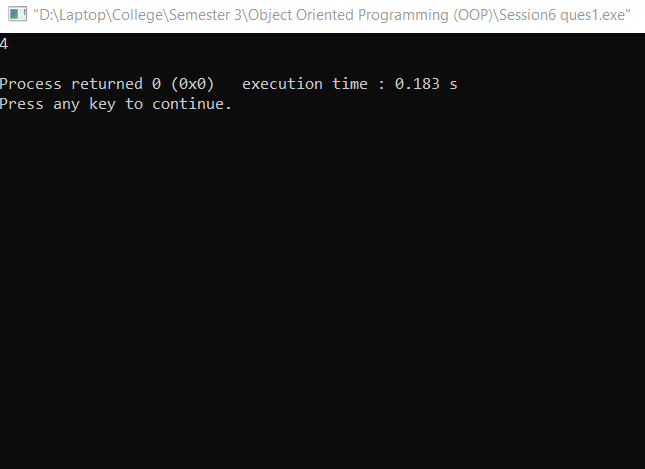 "D:\Laptop\College\Semester 3\Object Oriented Programming (OOP)\Session6 ques1.exe"
4
Process returned 0 (0x0)   execution time : 0.183 s
Press any key to continue.